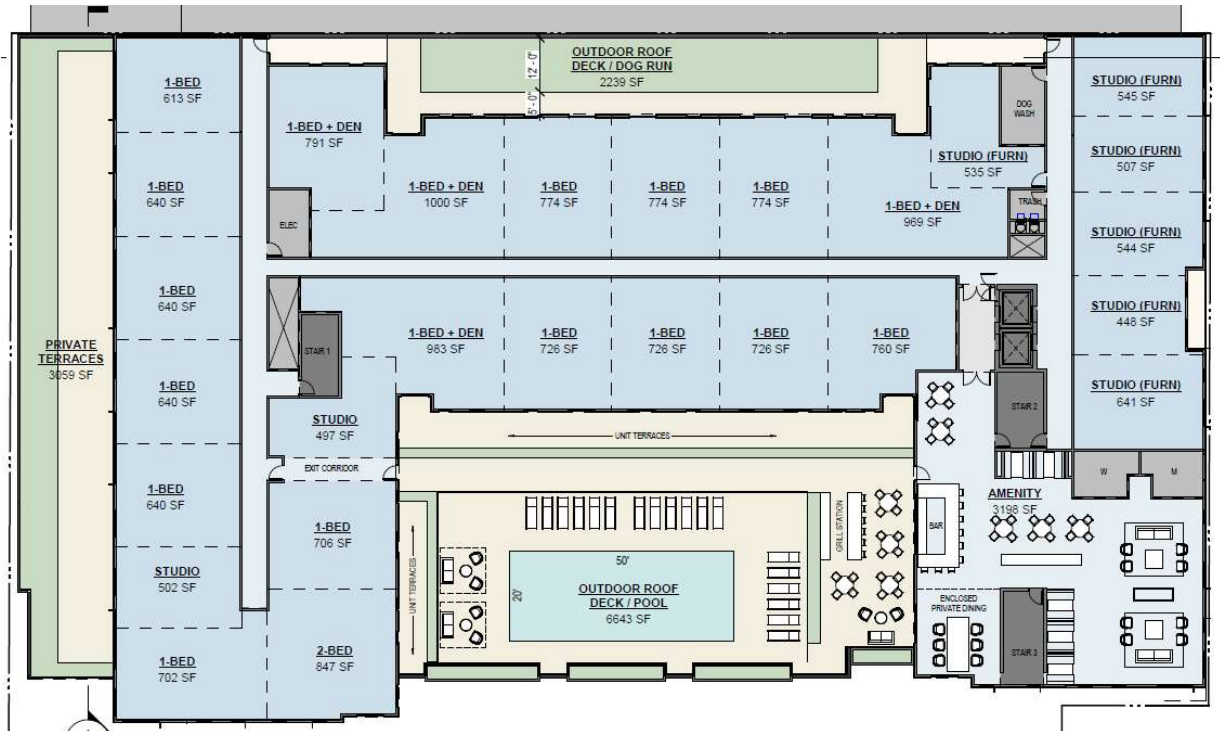 OUTDOOR ROOF
DECK / DOG RUN
2239 SF
12' - 0"
5' - 0"
1-BED
613 SF
1-BED
640 SF
1-BED
640 SF
1-BED
640 SF
1-BED
640 SF
STUDIO
502 SF
1-BED
702 SF
PRIVATE
TERRACES
3059 SF
1-BED + DEN
791 SF
ELEC
1-BED + DEN
1000 SF
1-BED
774 SF
1-BED
774 SF
1-BED
774 SF
1-BED + DEN
969 SF
STUDIO (FURN)
535 SF
DOG
WASH
TRASH
STUDIO (FURN)
545 SF
STUDIO (FURN)
507 SF
STUDIO (FURN)
544 SF
STUDIO (FURN)
448 SF
STUDIO (FURN)
641 SF
STAIR 1
1-BED + DEN
983 SF
1-BED
726 SF
1-BED
726 SF
1-BED
726 SF
1-BED
760 SF
STAIR 2
STUDIO
497 SF
EXIT CORRIDOR
1-BED
706 SF
2-BED
847 SF
UNIT TERRACES
UNIT TERRACES
50'
20'
OUTDOOR ROOF
DECK / POOL
6643 SF
GRILL STATION
BAR
AMENITY
3198 SF
W
M
ENCLOSED
PRIVATE DINING
STAIR 3